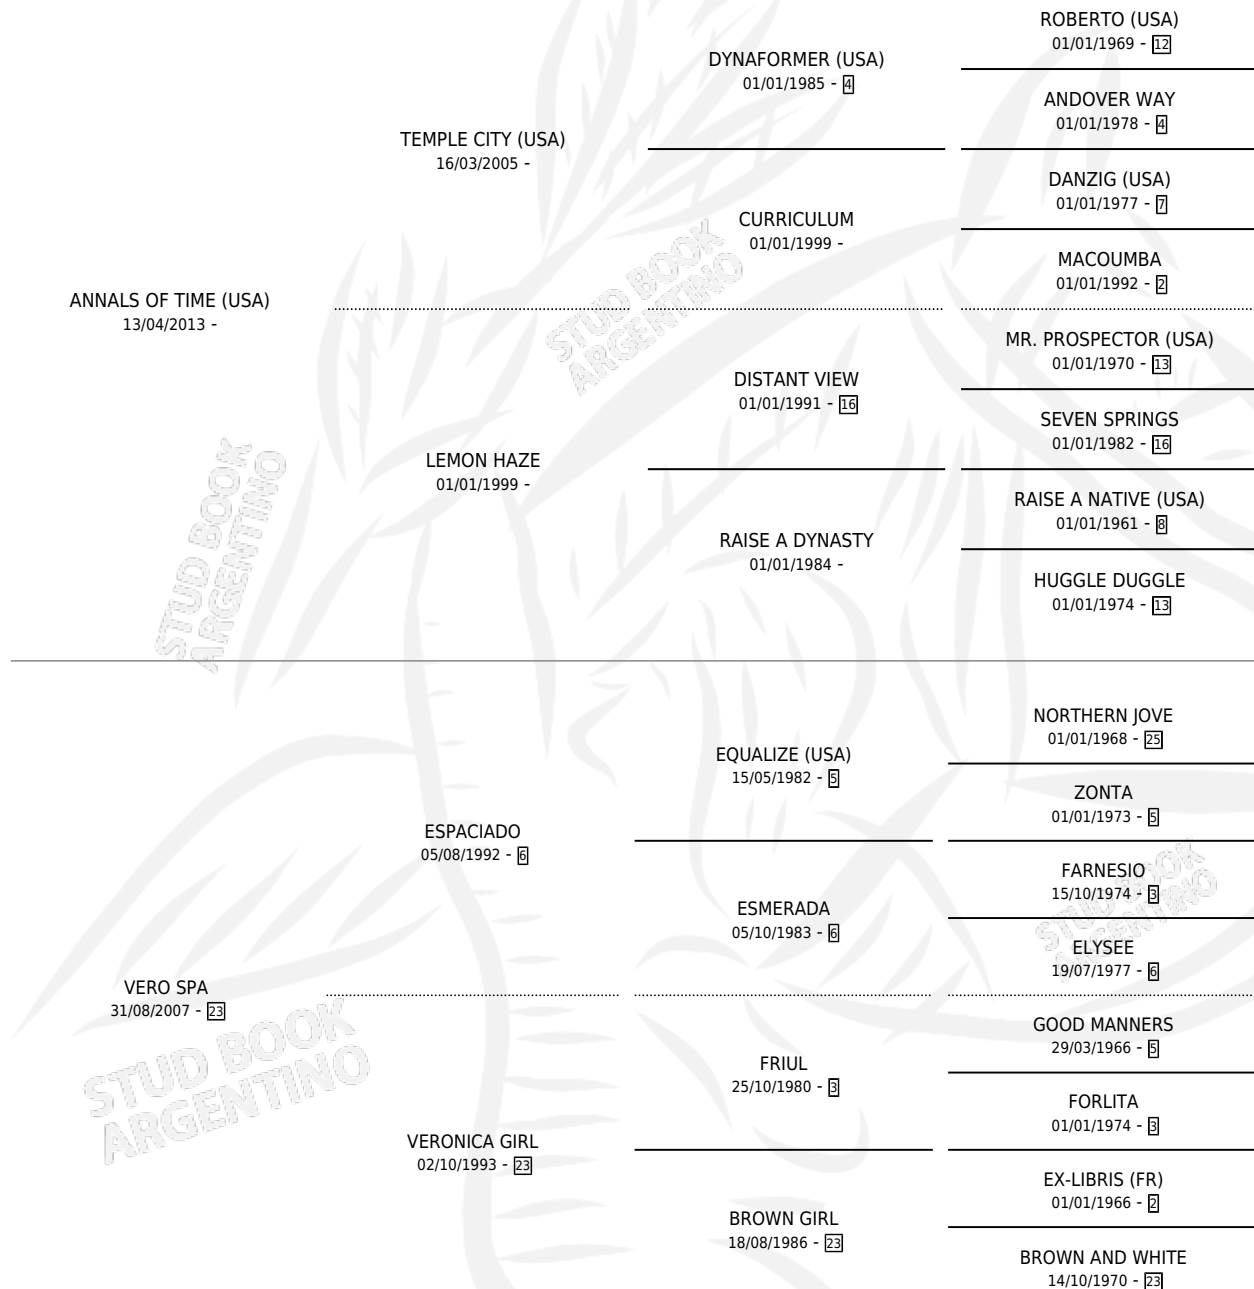 ROBERTO (USA)
01/01/1969 - 12
DYNAFORMER (USA)
01/01/1985 - 4
ANDOVER WAY
01/01/1978 - 4
TEMPLE CITY (USA)
16/03/2005 -
DANZIG (USA)
01/01/1977 - 7
CURRICULUM
01/01/1999 -
MACOUMBA
01/01/1992 - 2
ANNALS OF TIME (USA)
13/04/2013 -
MR. PROSPECTOR (USA)
01/01/1970 - 13
DISTANT VIEW
01/01/1991 - 16
SEVEN SPRINGS
01/01/1982 - 16
LEMON HAZE
01/01/1999 -
RAISE A NATIVE (USA)
01/01/1961 - 8
RAISE A DYNASTY
01/01/1984 -
HUGGLE DUGGLE
01/01/1974 - 13
NORTHERN JOVE
01/01/1968 - 25
EQUALIZE (USA)
15/05/1982 - 5
ZONTA
01/01/1973 - 5
ESPACIADO
05/08/1992 - 6
FARNESIO
15/10/1974 - 3
ESMERADA
05/10/1983 - 6
ELYSEE
19/07/1977 - 6
VERO SPA
31/08/2007 - 23
GOOD MANNERS
29/03/1966 - 5
FRIUL
25/10/1980 - 3
FORLITA
01/01/1974 - 3
VERONICA GIRL
02/10/1993 - 23
EX-LIBRIS (FR)
01/01/1966 - 2
BROWN GIRL
18/08/1986 - 23
BROWN AND WHITE
14/10/1970 - 23
STUD BOOK
ARGENTINO
STUD BOOK
ARGENTINO
STUD BOOK
ARGENTINO
STUD BOOK
ARGENTINO